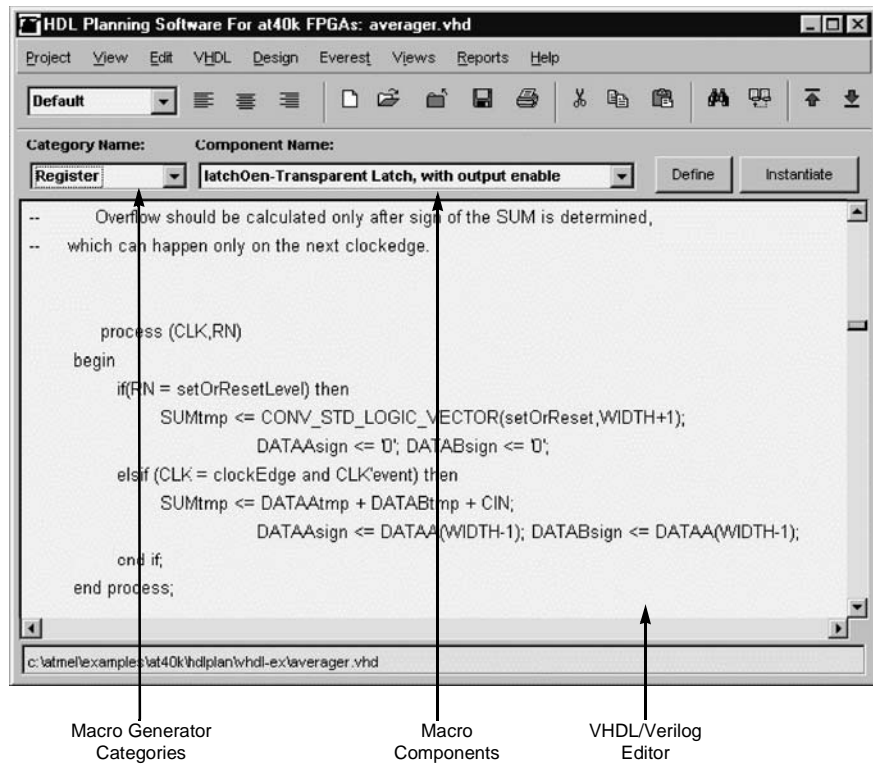 HDL Planning Software For at40k FPGAs: averager.vhd
Project View Edit VHDL Design Everest Views Reports Help
Default
Category Name: Component Name:
Register latchOen-Transparent Latch, with output enable Define Instantiate
-- Overflow should be calculated only after sign of the SUM is determined,
-- which can happen only on the next clockedge.
process (CLK,RN)
begin
if(RN = setOrResetLevel) then
SUMtmp <= CONV_STD_LOGIC_VECTOR(setOrReset,WIDTH+1);
DATAAsign <= '0'; DATABsign <= '0';
elsif (CLK = clockEdge and CLK'event) then
SUMtmp <= DATAAtmp + DATABtmp + CIN;
DATAAsign <= DATAA(WIDTH-1); DATABsign <= DATAA(WIDTH-1);
end if;
end process;
c:\atmel\examples\at40k\hdlplan\vhdl-ex\averager.vhd
Macro Generator Categories
Macro Components
VHDL/Verilog Editor